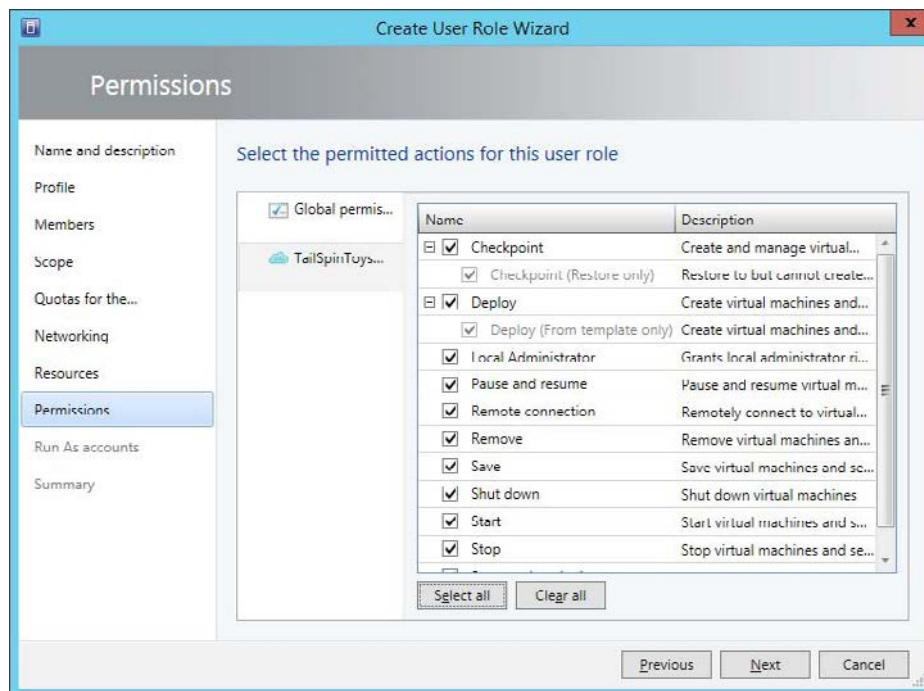 Create User Role Wizard
x
Permissions
Name and description
Profile
Members
Scope
Quotas for the...
Networking
Resources
Permissions
Run As accounts
Summary
Select the permitted actions for this user role
Global permis...
TailSpinToys...
Name Description
Checkpoint Create and manage virtual...
Checkpoint (Restore only) Restore to but cannot create...
Deploy Create virtual machines and...
Deploy (From template only) Create virtual machines and...
Local Administrator Grants local administrator ri...
Pause and resume Pause and resume virtual m...
Remote connection Remotely connect to virtual...
Remove Remove virtual machines an...
Save Save virtual machines and se...
Shut down Shut down virtual machines
Start Start virtual machines and s...
Stop Stop virtual machines and se...
Select all Clear all
Previous Next Cancel